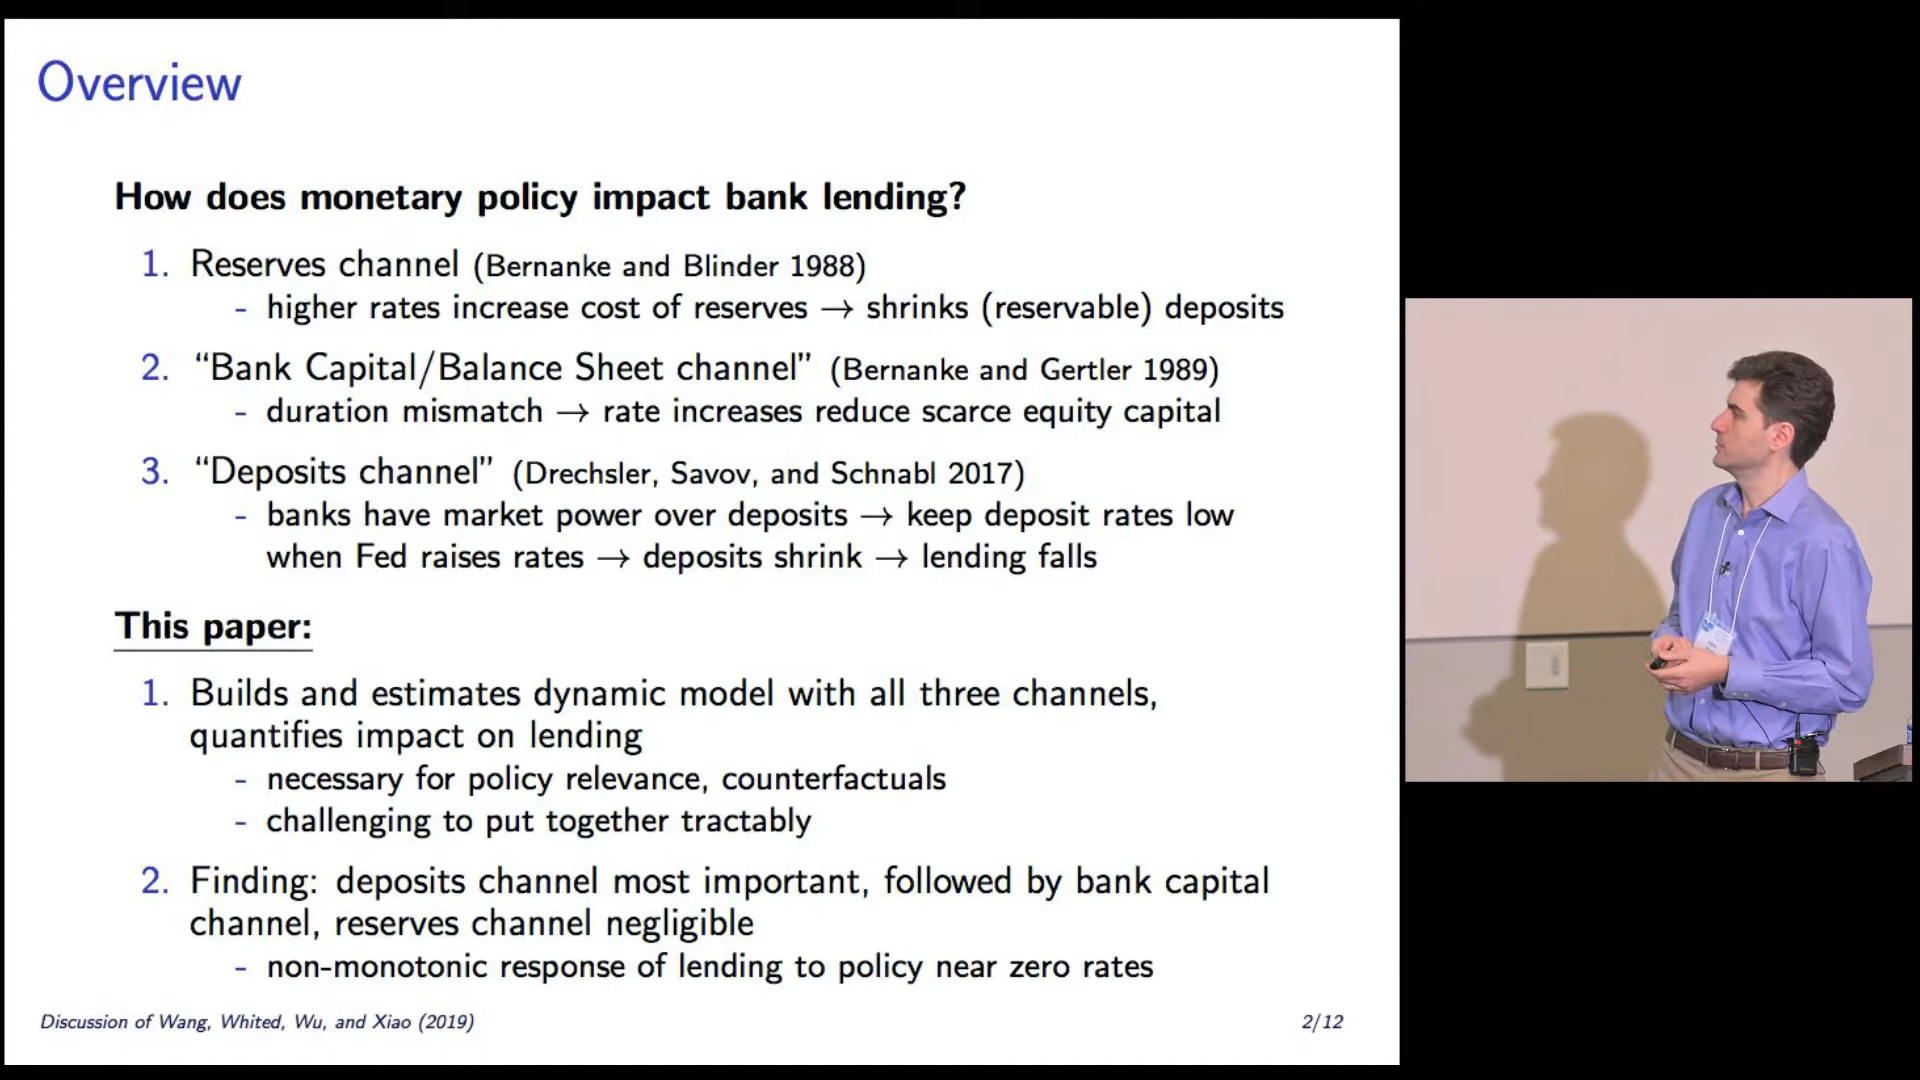 Overview
How does monetary policy impact bank lending?
1. Reserves channel (Bernanke and Blinder 1988)
- higher rates increase cost of reserves → shrinks (reservable) deposits
2. “Bank Capital/Balance Sheet channel” (Bernanke and Gertler 1989)
- duration mismatch → rate increases reduce scarce equity capital
3. “Deposits channel” (Drechsler, Savov, and Schnabl 2017)
- banks have market power over deposits → keep deposit rates low
when Fed raises rates → deposits shrink → lending falls
This paper:
1. Builds and estimates dynamic model with all three channels,
quantifies impact on lending
- necessary for policy relevance, counterfactuals
- challenging to put together tractably
2. Finding: deposits channel most important, followed by bank capital
channel, reserves channel negligible
- non-monotonic response of lending to policy near zero rates
Discussion of Wang, Whited, Wu, and Xiao (2019)
2/12